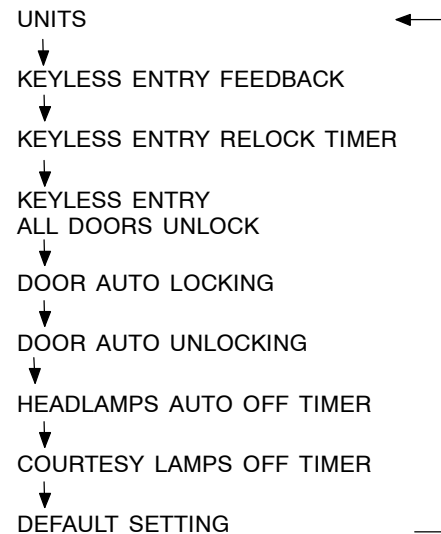 UNITS
KEYLESS ENTRY FEEDBACK
KEYLESS ENTRY RELOCK TIMER
KEYLESS ENTRY
ALL DOORS UNLOCK
DOOR AUTO LOCKING
DOOR AUTO UNLOCKING
HEADLAMPS AUTO OFF TIMER
COURTESY LAMPS OFF TIMER
DEFAULT SETTING